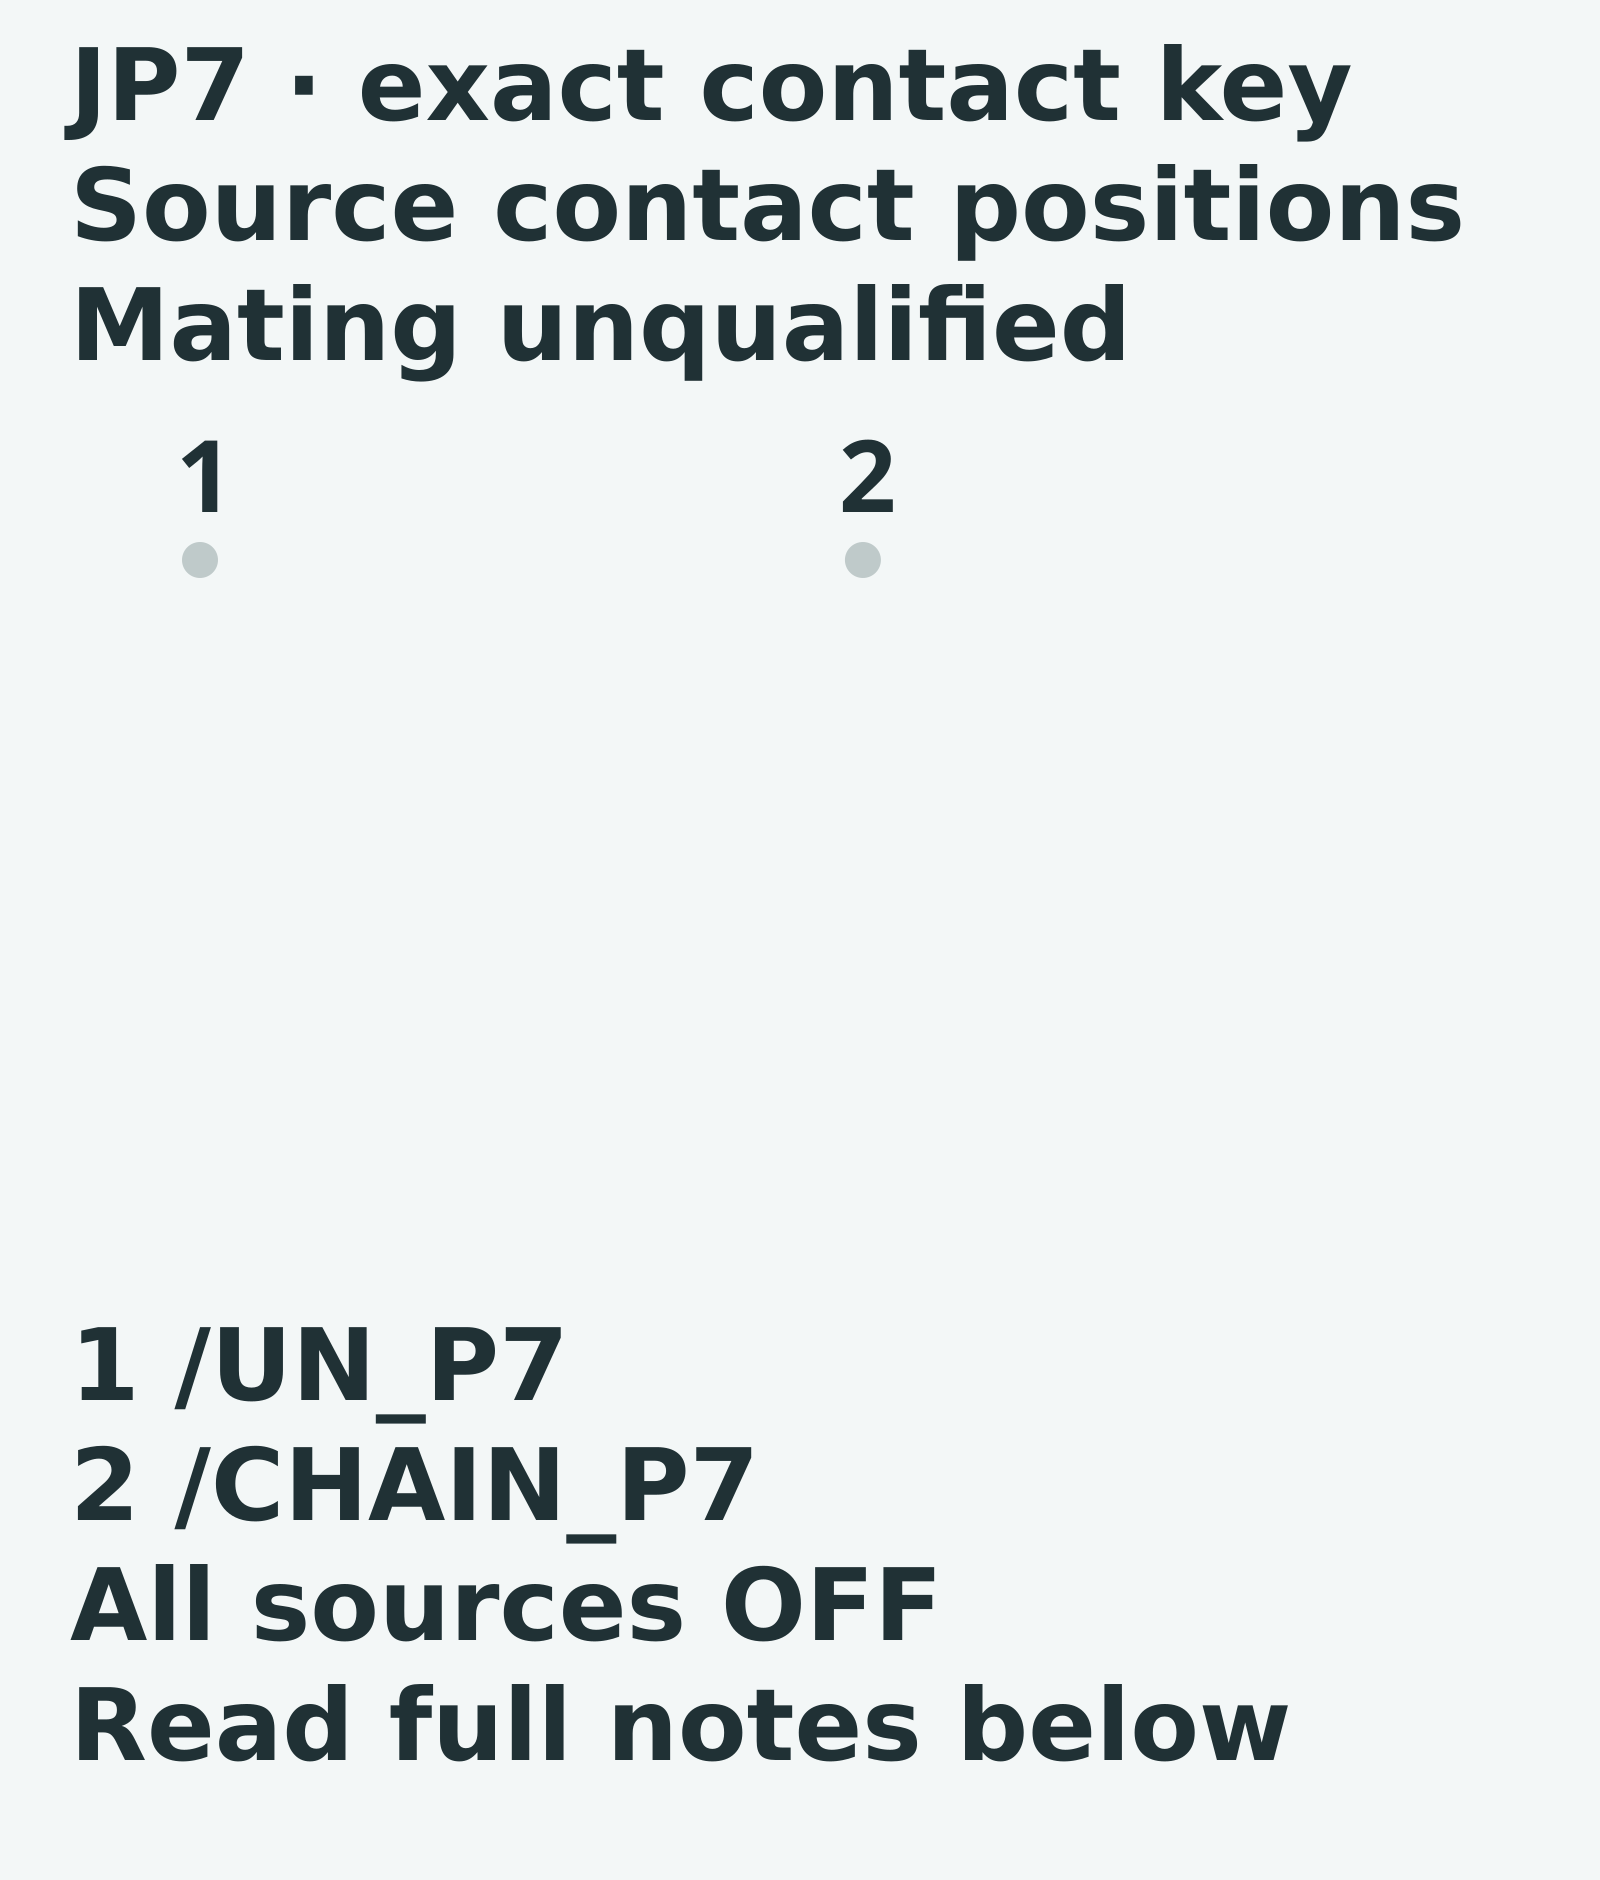 JP7 · exact contact key
Source contact positions
Mating unqualified
1 2
1 /UN_P7
2 /CHAIN_P7
All sources OFF
Read full notes below